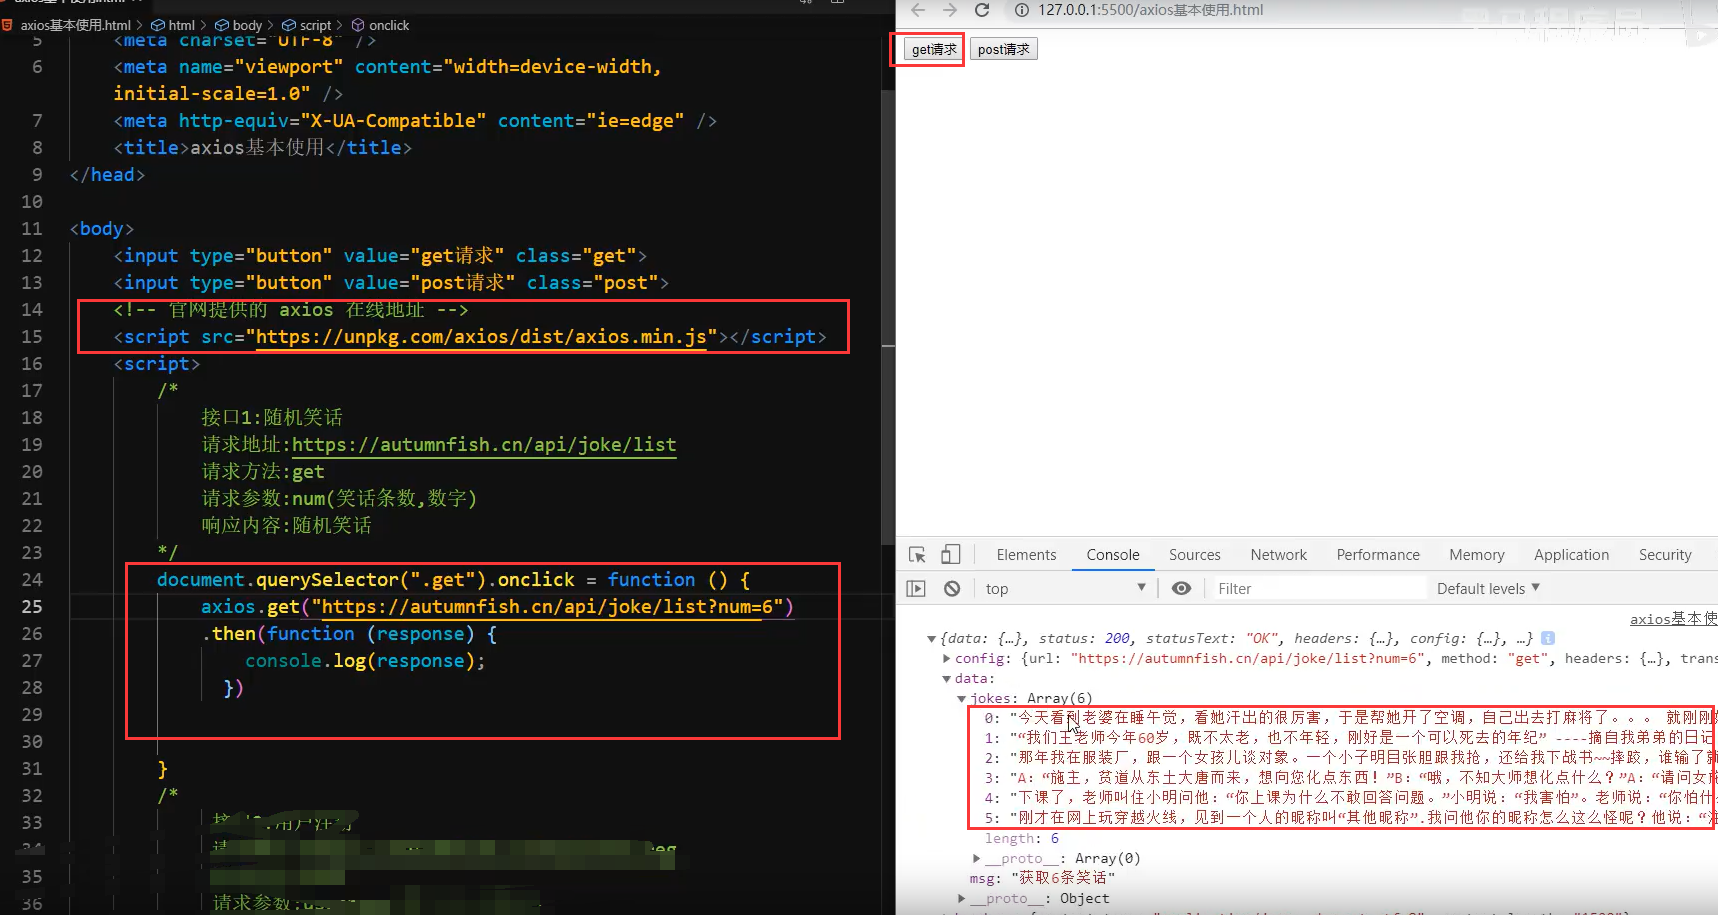 axios基本使用.html > html > body > script > onclick
5 <meta charset="UTF-8" />
6 <meta name="viewport" content="width=device-width,
initial-scale=1.0" />
7 <meta http-equiv="X-UA-Compatible" content="ie=edge" />
8 <title>axios基本使用</title>
9 </head>
10
11 <body>
12 <input type="button" value="get请求" class="get">
13 <input type="button" value="post请求" class="post">
14 <!-- 官网提供的 axios 在线地址 -->
15 <script src="https://unpkg.com/axios/dist/axios.min.js"></script>
16 <script>
17 /*
18 接口1:随机笑话
19 请求地址:https://autumnfish.cn/api/joke/list
20 请求方法:get
21 请求参数:num(笑话条数,数字)
22 响应内容:随机笑话
23 */
24 document.querySelector(".get").onclick = function () {
25 axios.get("https://autumnfish.cn/api/joke/list?num=6")
26 .then(function (response) {
27 console.log(response);
28 })
29
30
31 }
32 /*
33
34
35
36 请求参数:
127.0.0.1:5500/axios基本使用.html
get请求 post请求
Elements Console Sources Network Performance Memory Application Security
top Filter Default levels
axios基本使
{data: {…}, status: 200, statusText: "OK", headers: {…}, config: {…}, …}
config: {url: "https://autumnfish.cn/api/joke/list?num=6", method: "get", headers: {…}, trans
data:
jokes: Array(6)
0: "今天看到老婆在睡午觉，看她汗出的很厉害，于是帮她开了空调，自己出去打麻将了。。。 就刚刚
1: "“我们王老师今年60岁，既不太老，也不年轻，刚好是一个可以死去的年纪” ----摘自我弟弟的日记
2: "那年我在服装厂，跟一个女孩儿谈对象。一个小子明目张胆跟我抢，还给我下战书~~摔跤，谁输了就
3: "A：“施主，贫道从东土大唐而来，想向您化点东西！”B：“哦，不知大师想化点什么？”A：“请问女施
4: "下课了，老师叫住小明问他：“你上课为什么不敢回答问题。”小明说：“我害怕”。老师说：“你怕什
5: "刚才在网上玩穿越火线，见到一个人的昵称叫“其他昵称”.我问他你的昵称怎么这么怪呢？他说：“
length: 6
__proto__: Array(0)
msg: "获取6条笑话"
__proto__: Object